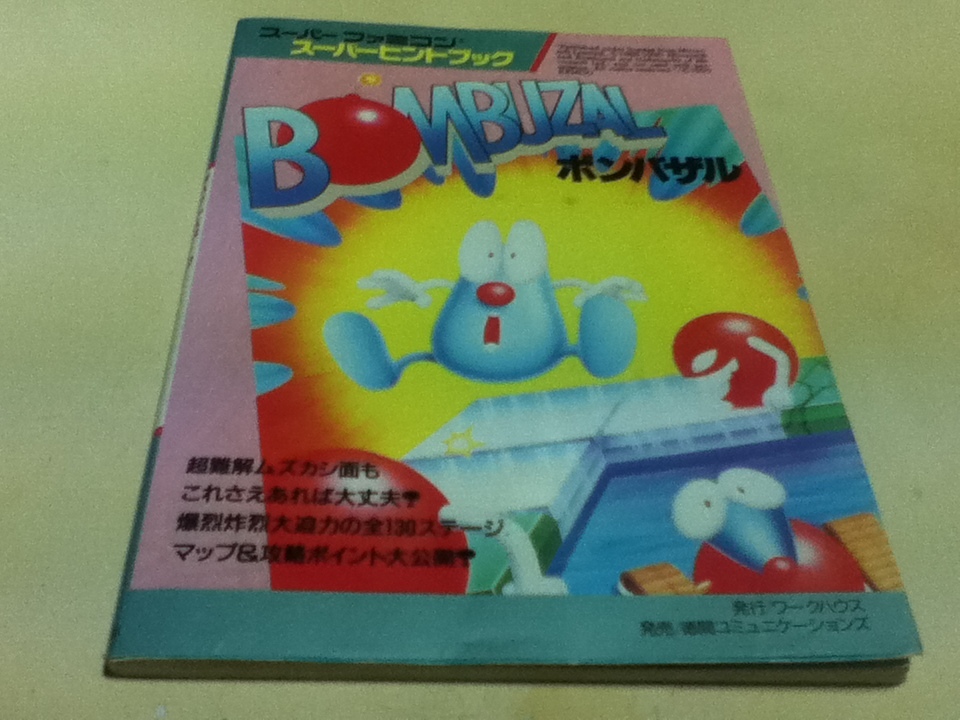 スーパーファミコン
スーパーヒントブック
BOMBUZAL
ボンバザル
超難解ムズカシ面も
これさえあれば大丈夫❣
爆烈炸烈大迫力の全130ステージ
マップ&攻略ポイント大公開❣
発行/ワークハウス
発売/徳間コミュニケーションズ